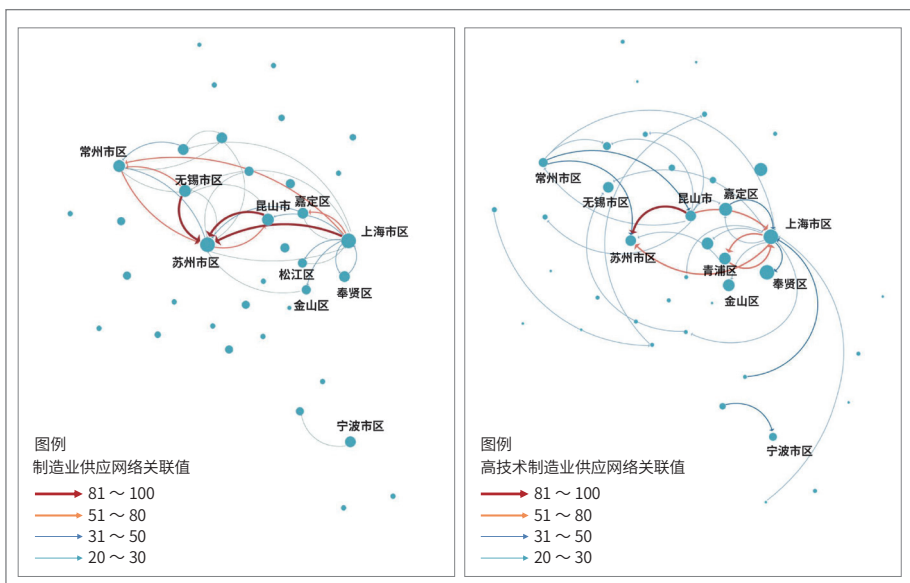 常州市区
无锡市区
昆山市
嘉定区
上海市区
苏州市区
松江区
奉贤区
金山区
宁波市区
图例
制造业供应网络关联值
81～100
51～80
31～50
20～30
常州市区
无锡市区
昆山市
嘉定区
上海市区
苏州市区
青浦区
奉贤区
金山区
宁波市区
图例
高技术制造业供应网络关联值
81～100
51～80
31～50
20～30